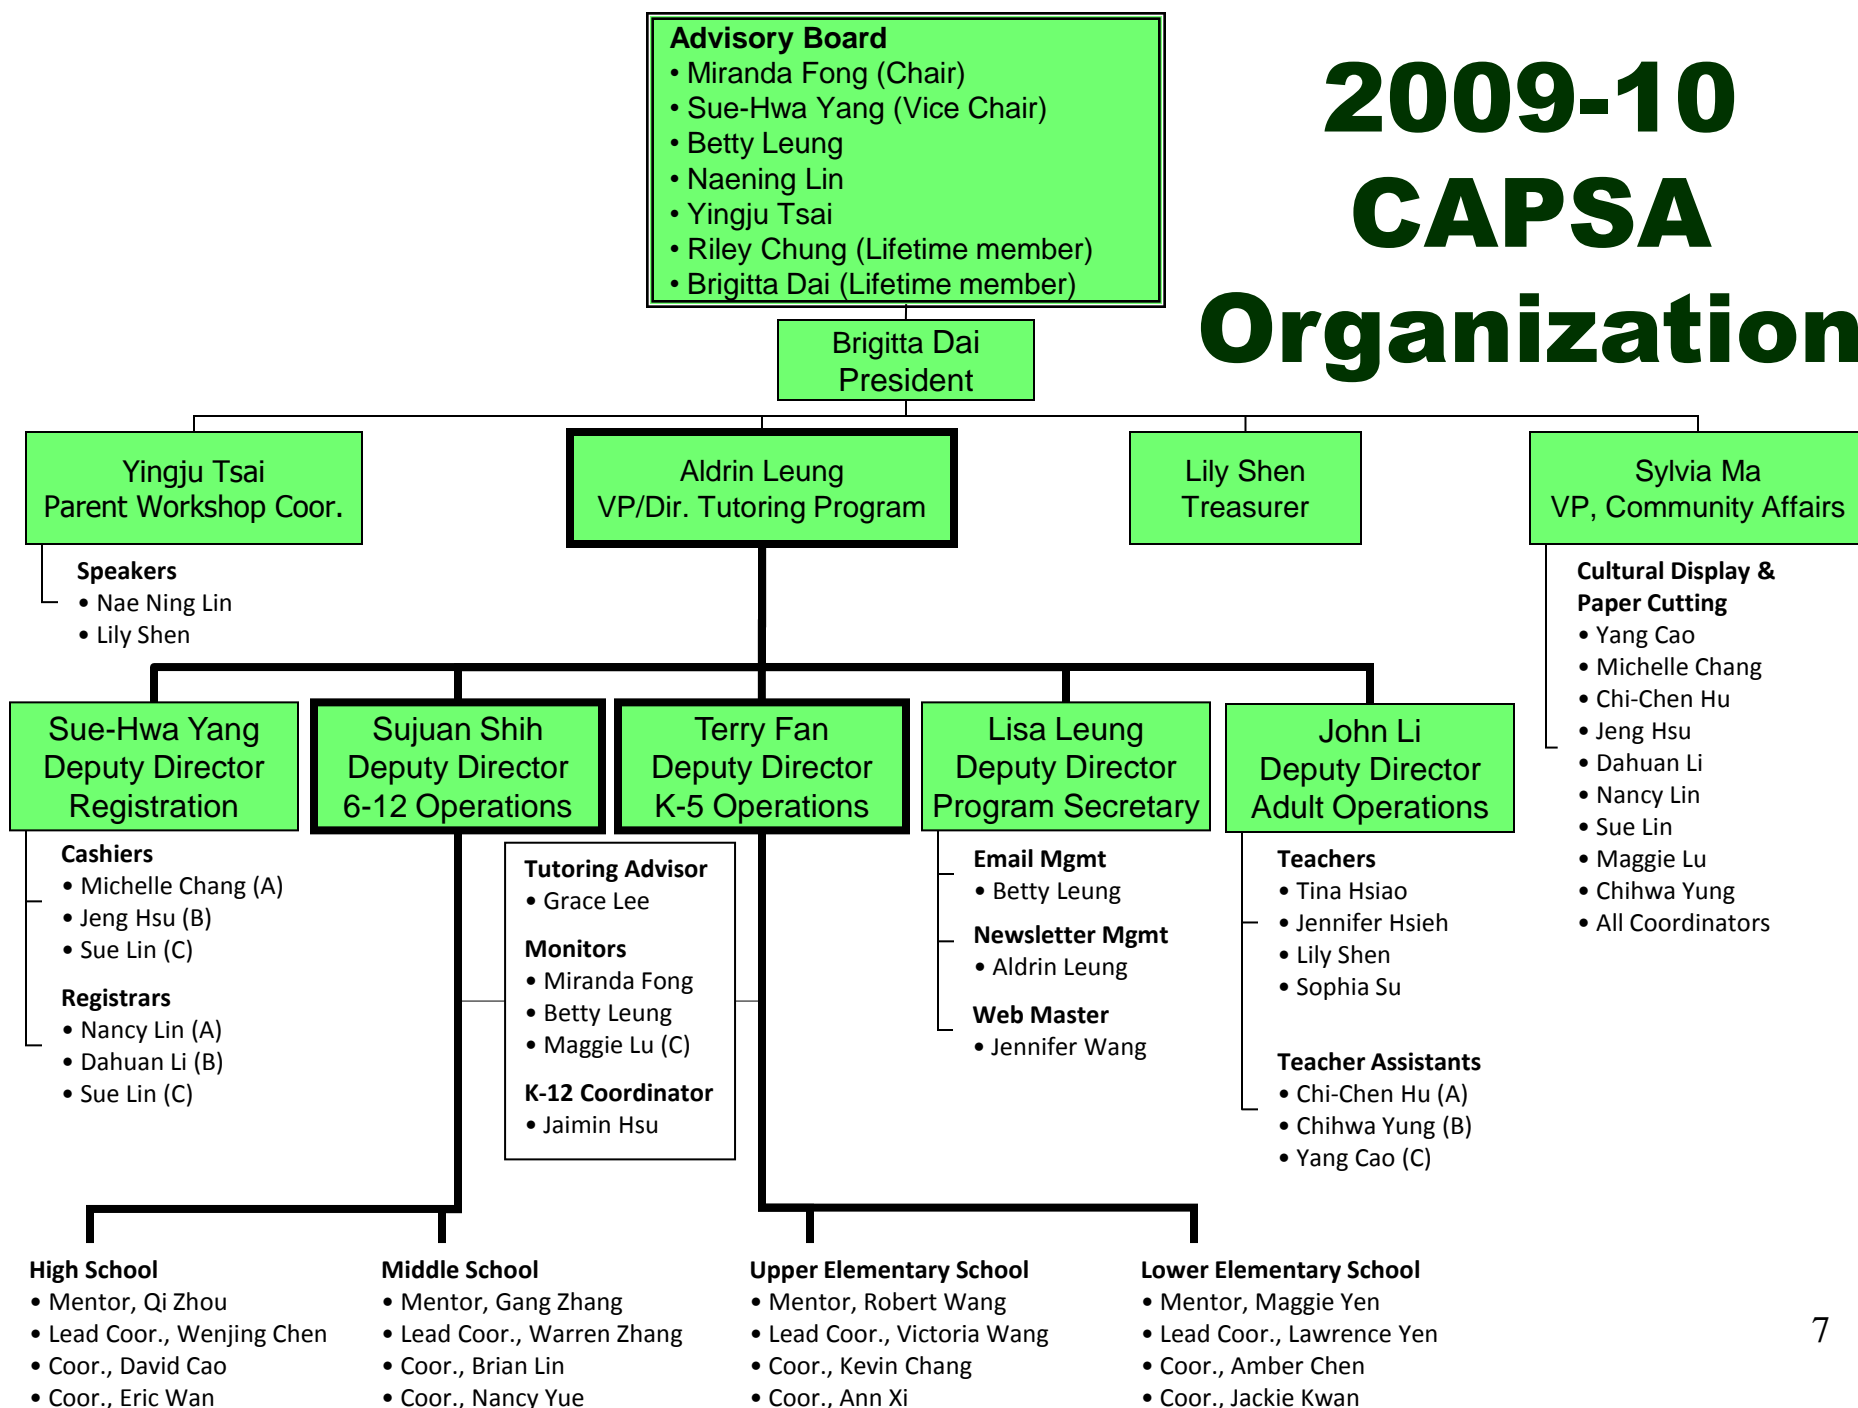 Advisory Board
• Miranda Fong (Chair)
• Sue-Hwa Yang (Vice Chair)
• Betty Leung
• Naening Lin
• Yingju Tsai
• Riley Chung (Lifetime member)
• Brigitta Dai (Lifetime member)
2009-10
CAPSA
Organization
Brigitta Dai
President
Yingju Tsai
Parent Workshop Coor.
Aldrin Leung
VP/Dir. Tutoring Program
Lily Shen
Treasurer
Sylvia Ma
VP, Community Affairs
Speakers
• Nae Ning Lin
• Lily Shen
Cultural Display &
Paper Cutting
• Yang Cao
• Michelle Chang
• Chi-Chen Hu
• Jeng Hsu
• Dahuan Li
• Nancy Lin
• Sue Lin
• Maggie Lu
• Chihwa Yung
• All Coordinators
Sue-Hwa Yang
Deputy Director
Registration
Sujuan Shih
Deputy Director
6-12 Operations
Terry Fan
Deputy Director
K-5 Operations
Lisa Leung
Deputy Director
Program Secretary
John Li
Deputy Director
Adult Operations
Cashiers
• Michelle Chang (A)
• Jeng Hsu (B)
• Sue Lin (C)
Registrars
• Nancy Lin (A)
• Dahuan Li (B)
• Sue Lin (C)
Tutoring Advisor
• Grace Lee
Monitors
• Miranda Fong
• Betty Leung
• Maggie Lu (C)
K-12 Coordinator
• Jaimin Hsu
Email Mgmt
• Betty Leung
Newsletter Mgmt
• Aldrin Leung
Web Master
• Jennifer Wang
Teachers
• Tina Hsiao
• Jennifer Hsieh
• Lily Shen
• Sophia Su
Teacher Assistants
• Chi-Chen Hu (A)
• Chihwa Yung (B)
• Yang Cao (C)
High School
• Mentor, Qi Zhou
• Lead Coor., Wenjing Chen
• Coor., David Cao
• Coor., Eric Wan
Middle School
• Mentor, Gang Zhang
• Lead Coor., Warren Zhang
• Coor., Brian Lin
• Coor., Nancy Yue
Upper Elementary School
• Mentor, Robert Wang
• Lead Coor., Victoria Wang
• Coor., Kevin Chang
• Coor., Ann Xi
Lower Elementary School
• Mentor, Maggie Yen
• Lead Coor., Lawrence Yen
• Coor., Amber Chen
• Coor., Jackie Kwan
7